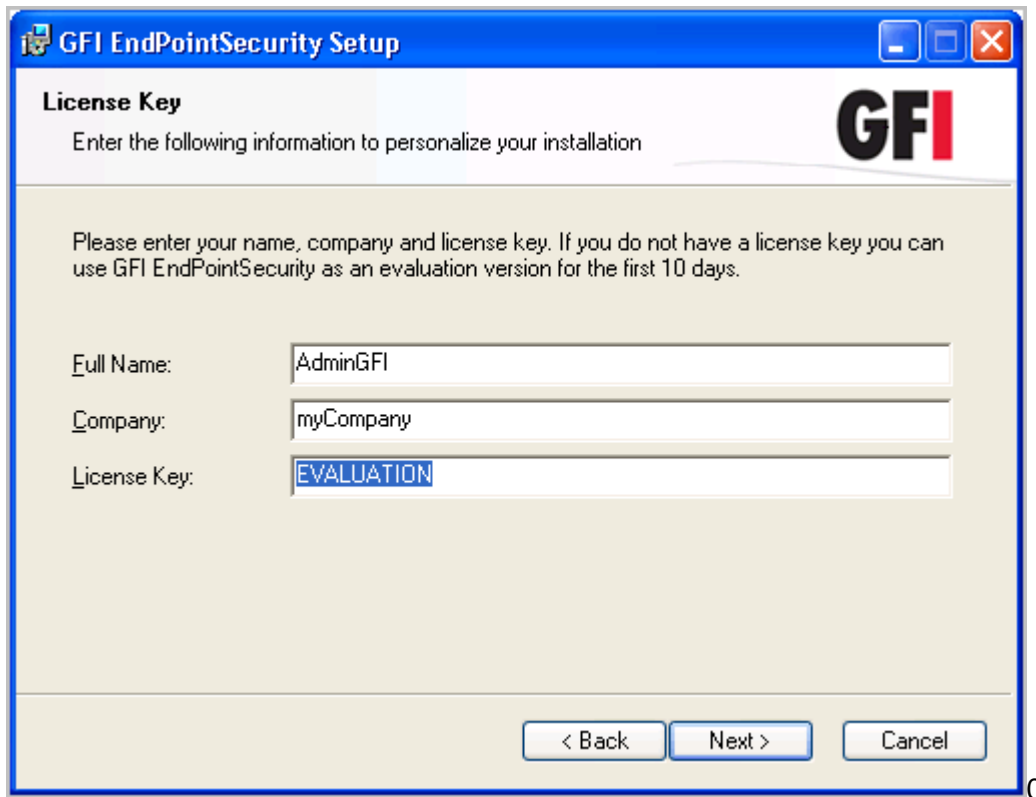 GFI EndPointSecurity Setup
License Key
Enter the following information to personalize your installation
GFI
Please enter your name, company and license key. If you do not have a license key you can
use GFI EndPointSecurity as an evaluation version for the first 10 days.
Full Name: AdminGFI
Company: myCompany
License Key: EVALUATION
< Back Next > Cancel